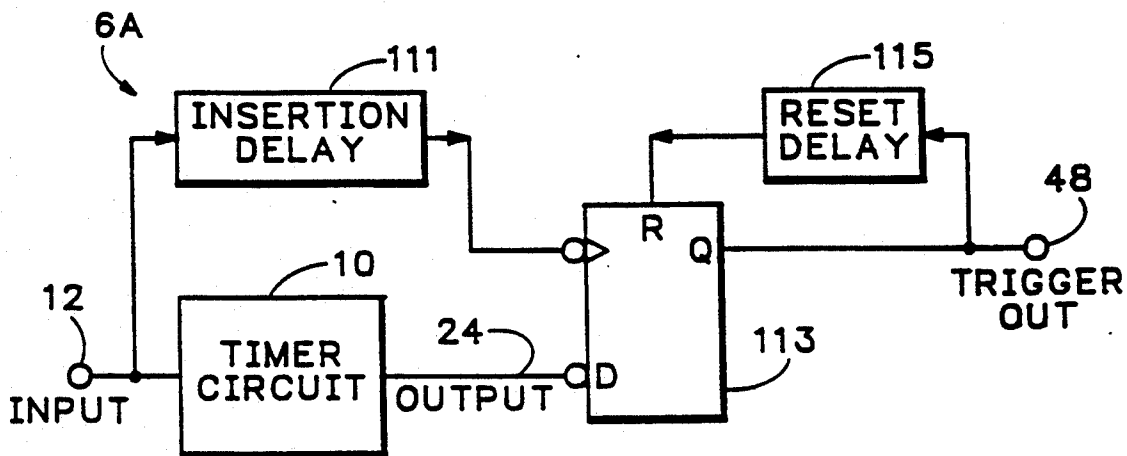 6A
111
INSERTION
DELAY
115
RESET
DELAY
48
R
Q
TRIGGER
OUT
10
12
TIMER
CIRCUIT
24
D
INPUT
OUTPUT
113